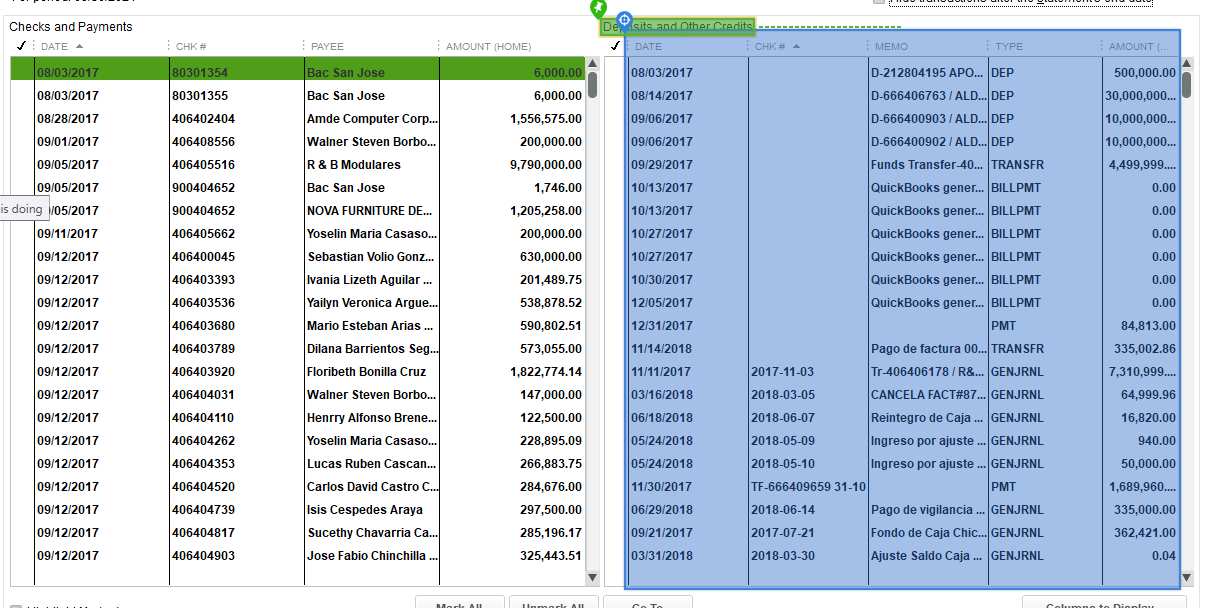 Checks and Payments
Deposits and Other Credits
DATE CHK # PAYEE AMOUNT (HOME)
DATE CHK # MEMO TYPE AMOUNT (...
08/03/2017 80301354 Bac San Jose 6,000.00
08/03/2017 D-212804195 APO... DEP 500,000.00
08/03/2017 80301355 Bac San Jose 6,000.00
08/14/2017 D-666406763 / ALD... DEP 30,000,000...
08/28/2017 406402404 Amde Computer Corp... 1,556,575.00
09/06/2017 D-666400903 / ALD... DEP 10,000,000...
09/01/2017 406408556 Walner Steven Borbo... 200,000.00
09/06/2017 D-666400902 / ALD... DEP 10,000,000...
09/05/2017 406405516 R & B Modulares 9,790,000.00
09/29/2017 Funds Transfer-40... TRANSFR 4,499,999....
09/05/2017 900404652 Bac San Jose 1,746.00
10/13/2017 QuickBooks gener... BILLPMT 0.00
is doing
/05/2017 900404652 NOVA FURNITURE DE... 1,205,258.00
10/13/2017 QuickBooks gener... BILLPMT 0.00
09/11/2017 406405662 Yoselin Maria Casaso... 200,000.00
10/27/2017 QuickBooks gener... BILLPMT 0.00
09/12/2017 406400045 Sebastian Volio Gonz... 630,000.00
10/27/2017 QuickBooks gener... BILLPMT 0.00
09/12/2017 406403393 Ivania Lizeth Aguilar ... 201,489.75
10/30/2017 QuickBooks gener... BILLPMT 0.00
09/12/2017 406403536 Yailyn Veronica Argue... 538,878.52
12/05/2017 QuickBooks gener... BILLPMT 0.00
09/12/2017 406403680 Mario Esteban Arias ... 590,802.51
12/31/2017 PMT 84,813.00
09/12/2017 406403789 Dilana Barrientos Seg... 573,055.00
11/14/2018 Pago de factura 00... TRANSFR 335,002.86
09/12/2017 406403920 Floribeth Bonilla Cruz 1,822,774.14
11/11/2017 2017-11-03 Tr-406406178 / R&... GENJRNL 7,310,999....
09/12/2017 406404031 Walner Steven Borbo... 147,000.00
03/16/2018 2018-03-05 CANCELA FACT#87... GENJRNL 64,999.96
09/12/2017 406404110 Henrry Alfonso Brene... 122,500.00
06/18/2018 2018-06-07 Reintegro de Caja ... GENJRNL 16,820.00
09/12/2017 406404262 Yoselin Maria Casaso... 228,895.09
05/24/2018 2018-05-09 Ingreso por ajuste ... GENJRNL 940.00
09/12/2017 406404353 Lucas Ruben Cascan... 266,883.75
05/24/2018 2018-05-10 Ingreso por ajuste ... GENJRNL 50,000.00
09/12/2017 406404520 Carlos David Castro C... 284,676.00
11/30/2017 TF-666409659 31-10 PMT 1,689,960....
09/12/2017 406404739 Isis Cespedes Araya 297,500.00
06/29/2018 2018-06-14 Pago de vigilancia ... GENJRNL 335,000.00
09/12/2017 406404817 Sucethy Chavarria Ca... 285,196.17
09/21/2017 2017-07-21 Fondo de Caja Chic... GENJRNL 362,421.00
09/12/2017 406404903 Jose Fabio Chinchilla ... 325,443.51
03/31/2018 2018-03-30 Ajuste Saldo Caja ... GENJRNL 0.04
Mark All Unmark All Go To Columns to Display